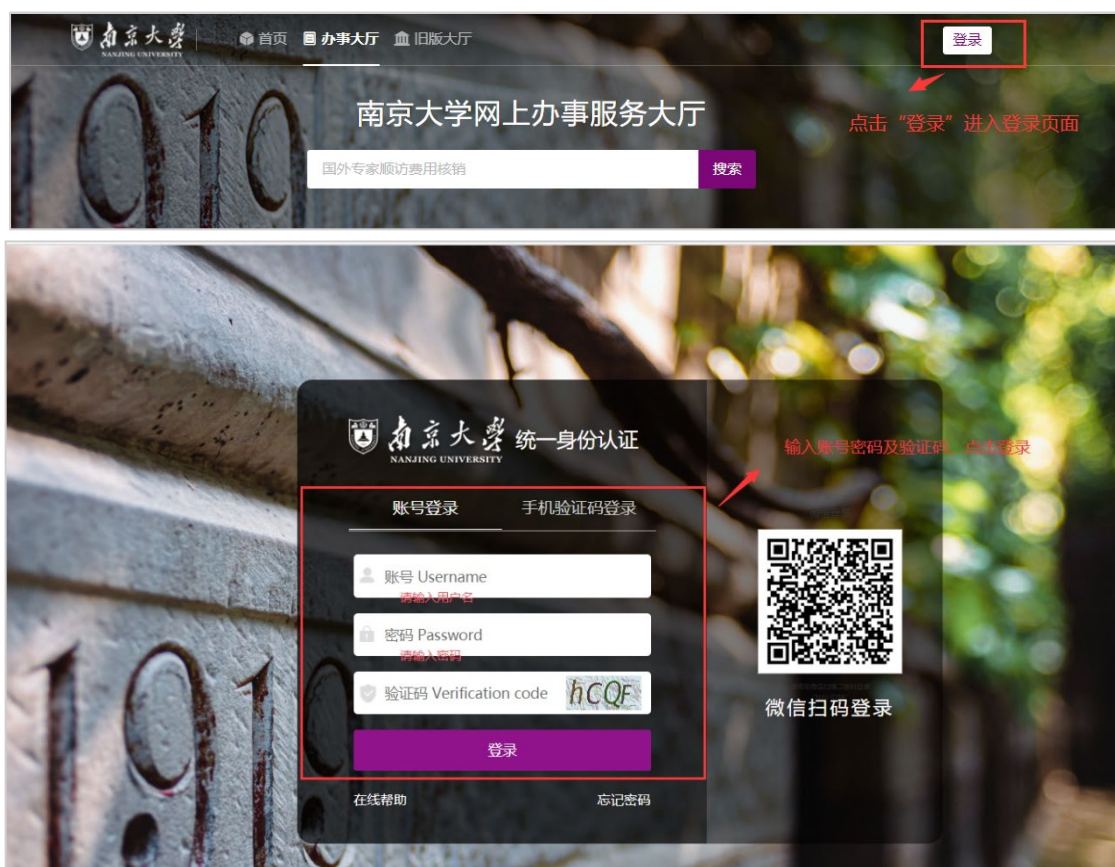 南京大学
NANJING UNIVERSITY
首页 办事大厅 旧版大厅
登录
南京大学网上办事服务大厅
点击“登录”进入登录页面
国外专家顺访费用核销
搜索
1919
南京大学
NANJING UNIVERSITY
统一身份认证
输入账号密码及验证码，点击登录
账号登录 手机验证码登录
账号 Username
请输入用户名
密码 Password
请输入密码
验证码 Verification code
hCQF
登录
微信扫码登录
在线帮助 忘记密码
1919